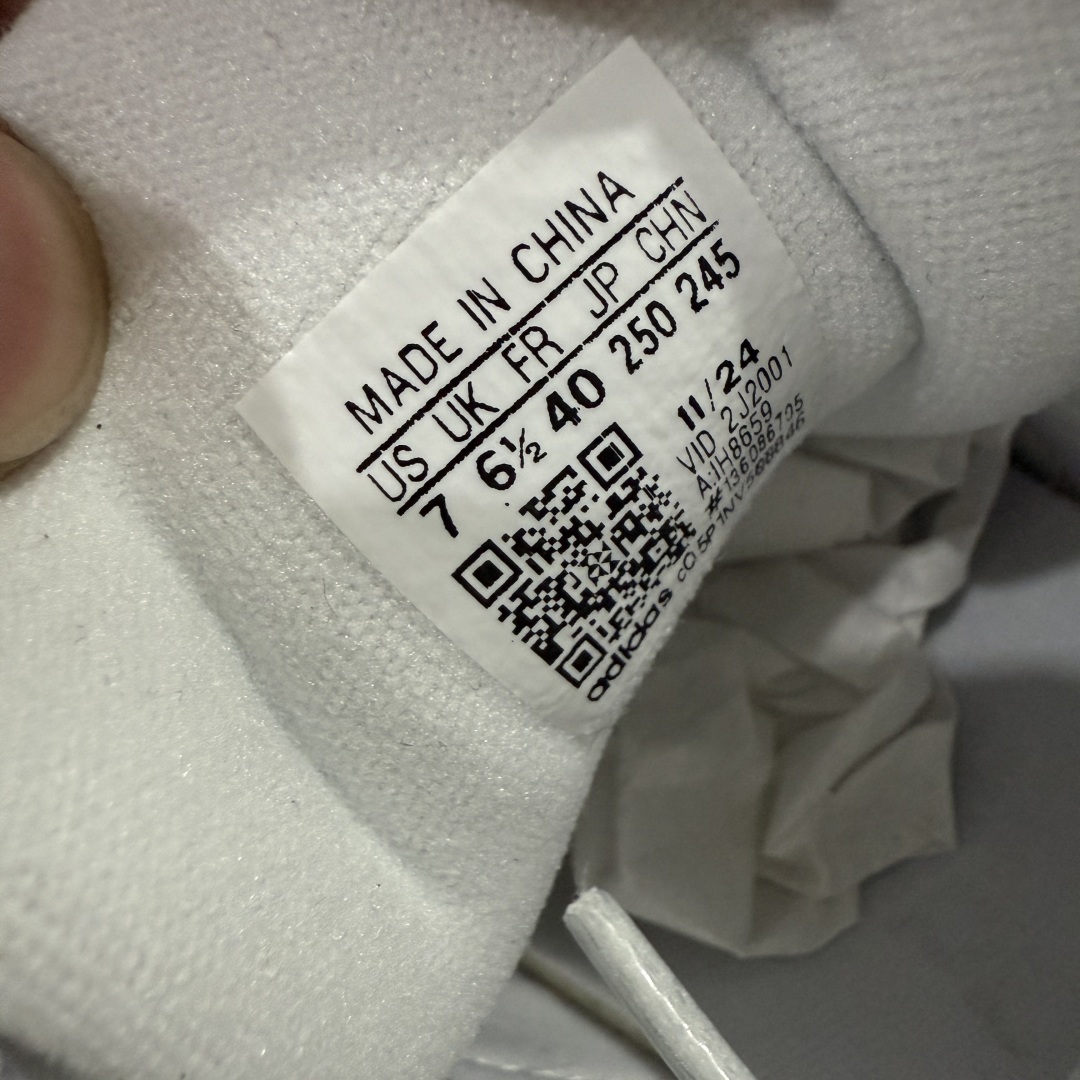 MADE IN CHINA
US UK FR JP CHN
7 6½ 40 250 245
11/24
VID 2J2001
A:IH8659
#136086795
adidas